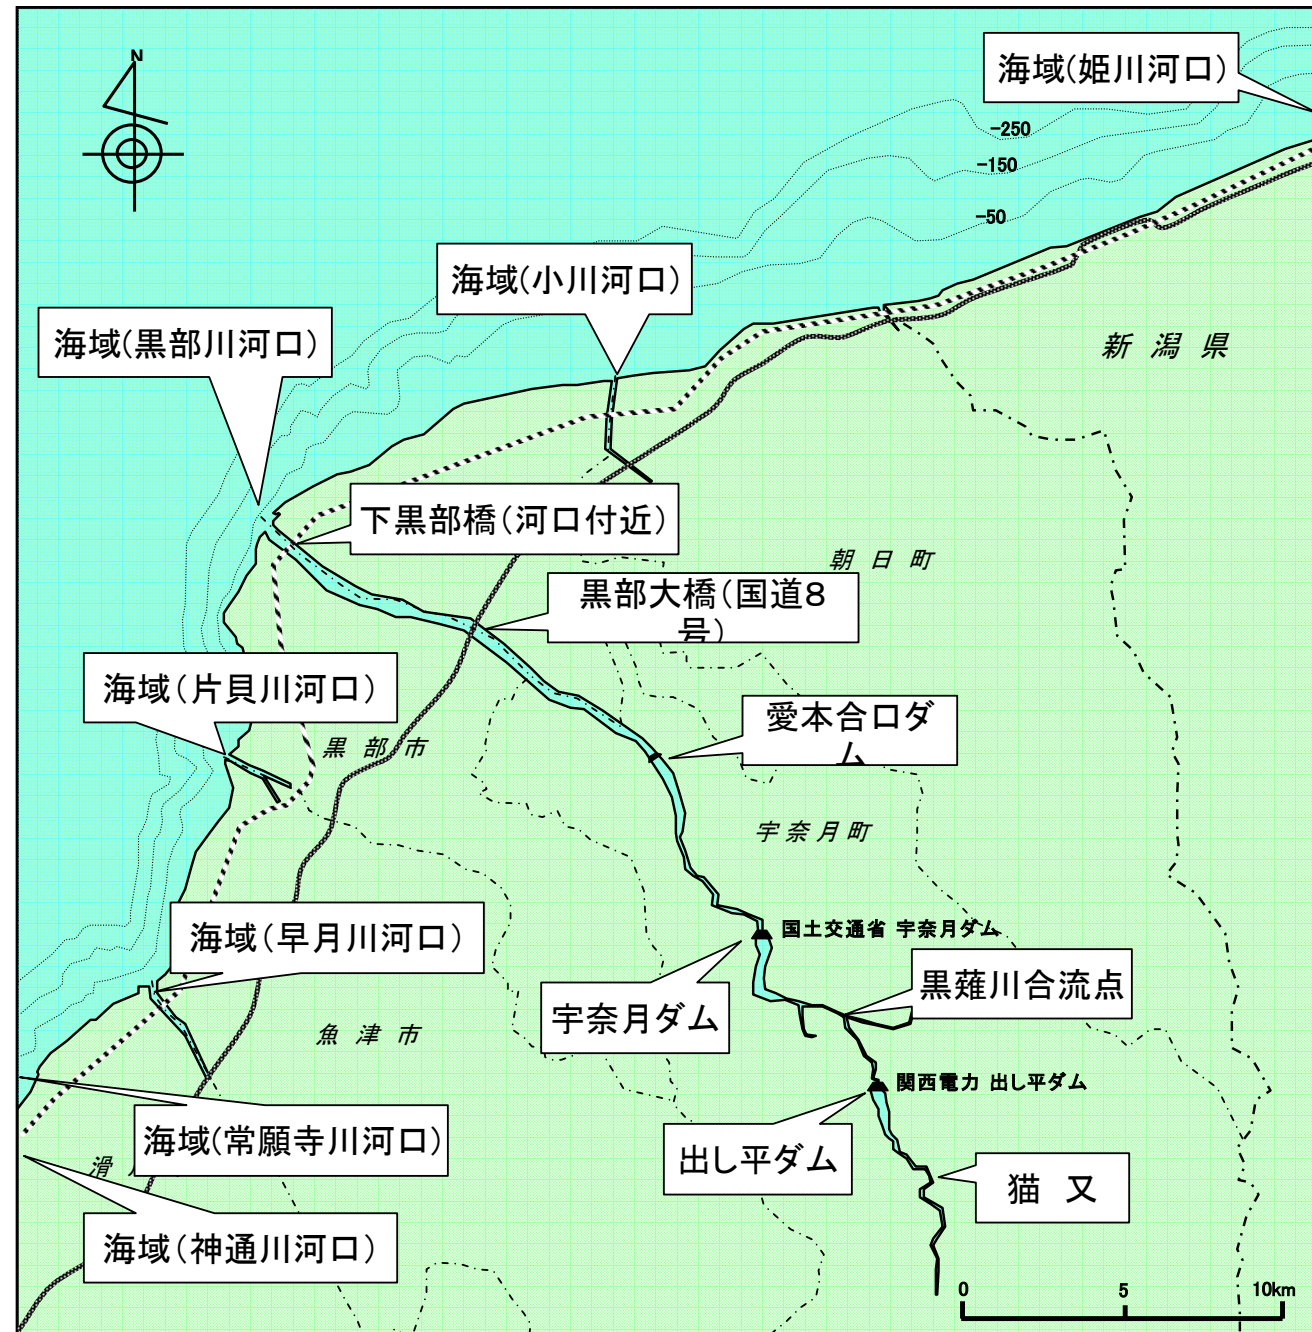 N
海域(姫川河口)
-250
-150
-50
海域(小川河口)
海域(黒部川河口)
新潟県
下黒部橋(河口付近)
朝日町
黒部大橋(国道8
号)
海域(片貝川河口)
愛本合口ダ
ム
黒部市
宇奈月町
海域(早月川河口)
国土交通省 宇奈月ダム
黒薙川合流点
宇奈月ダム
魚津市
関西電力 出し平ダム
海域(常願寺川河口)
出し平ダム
滑
猫 又
海域(神通川河口)
0 5 10km